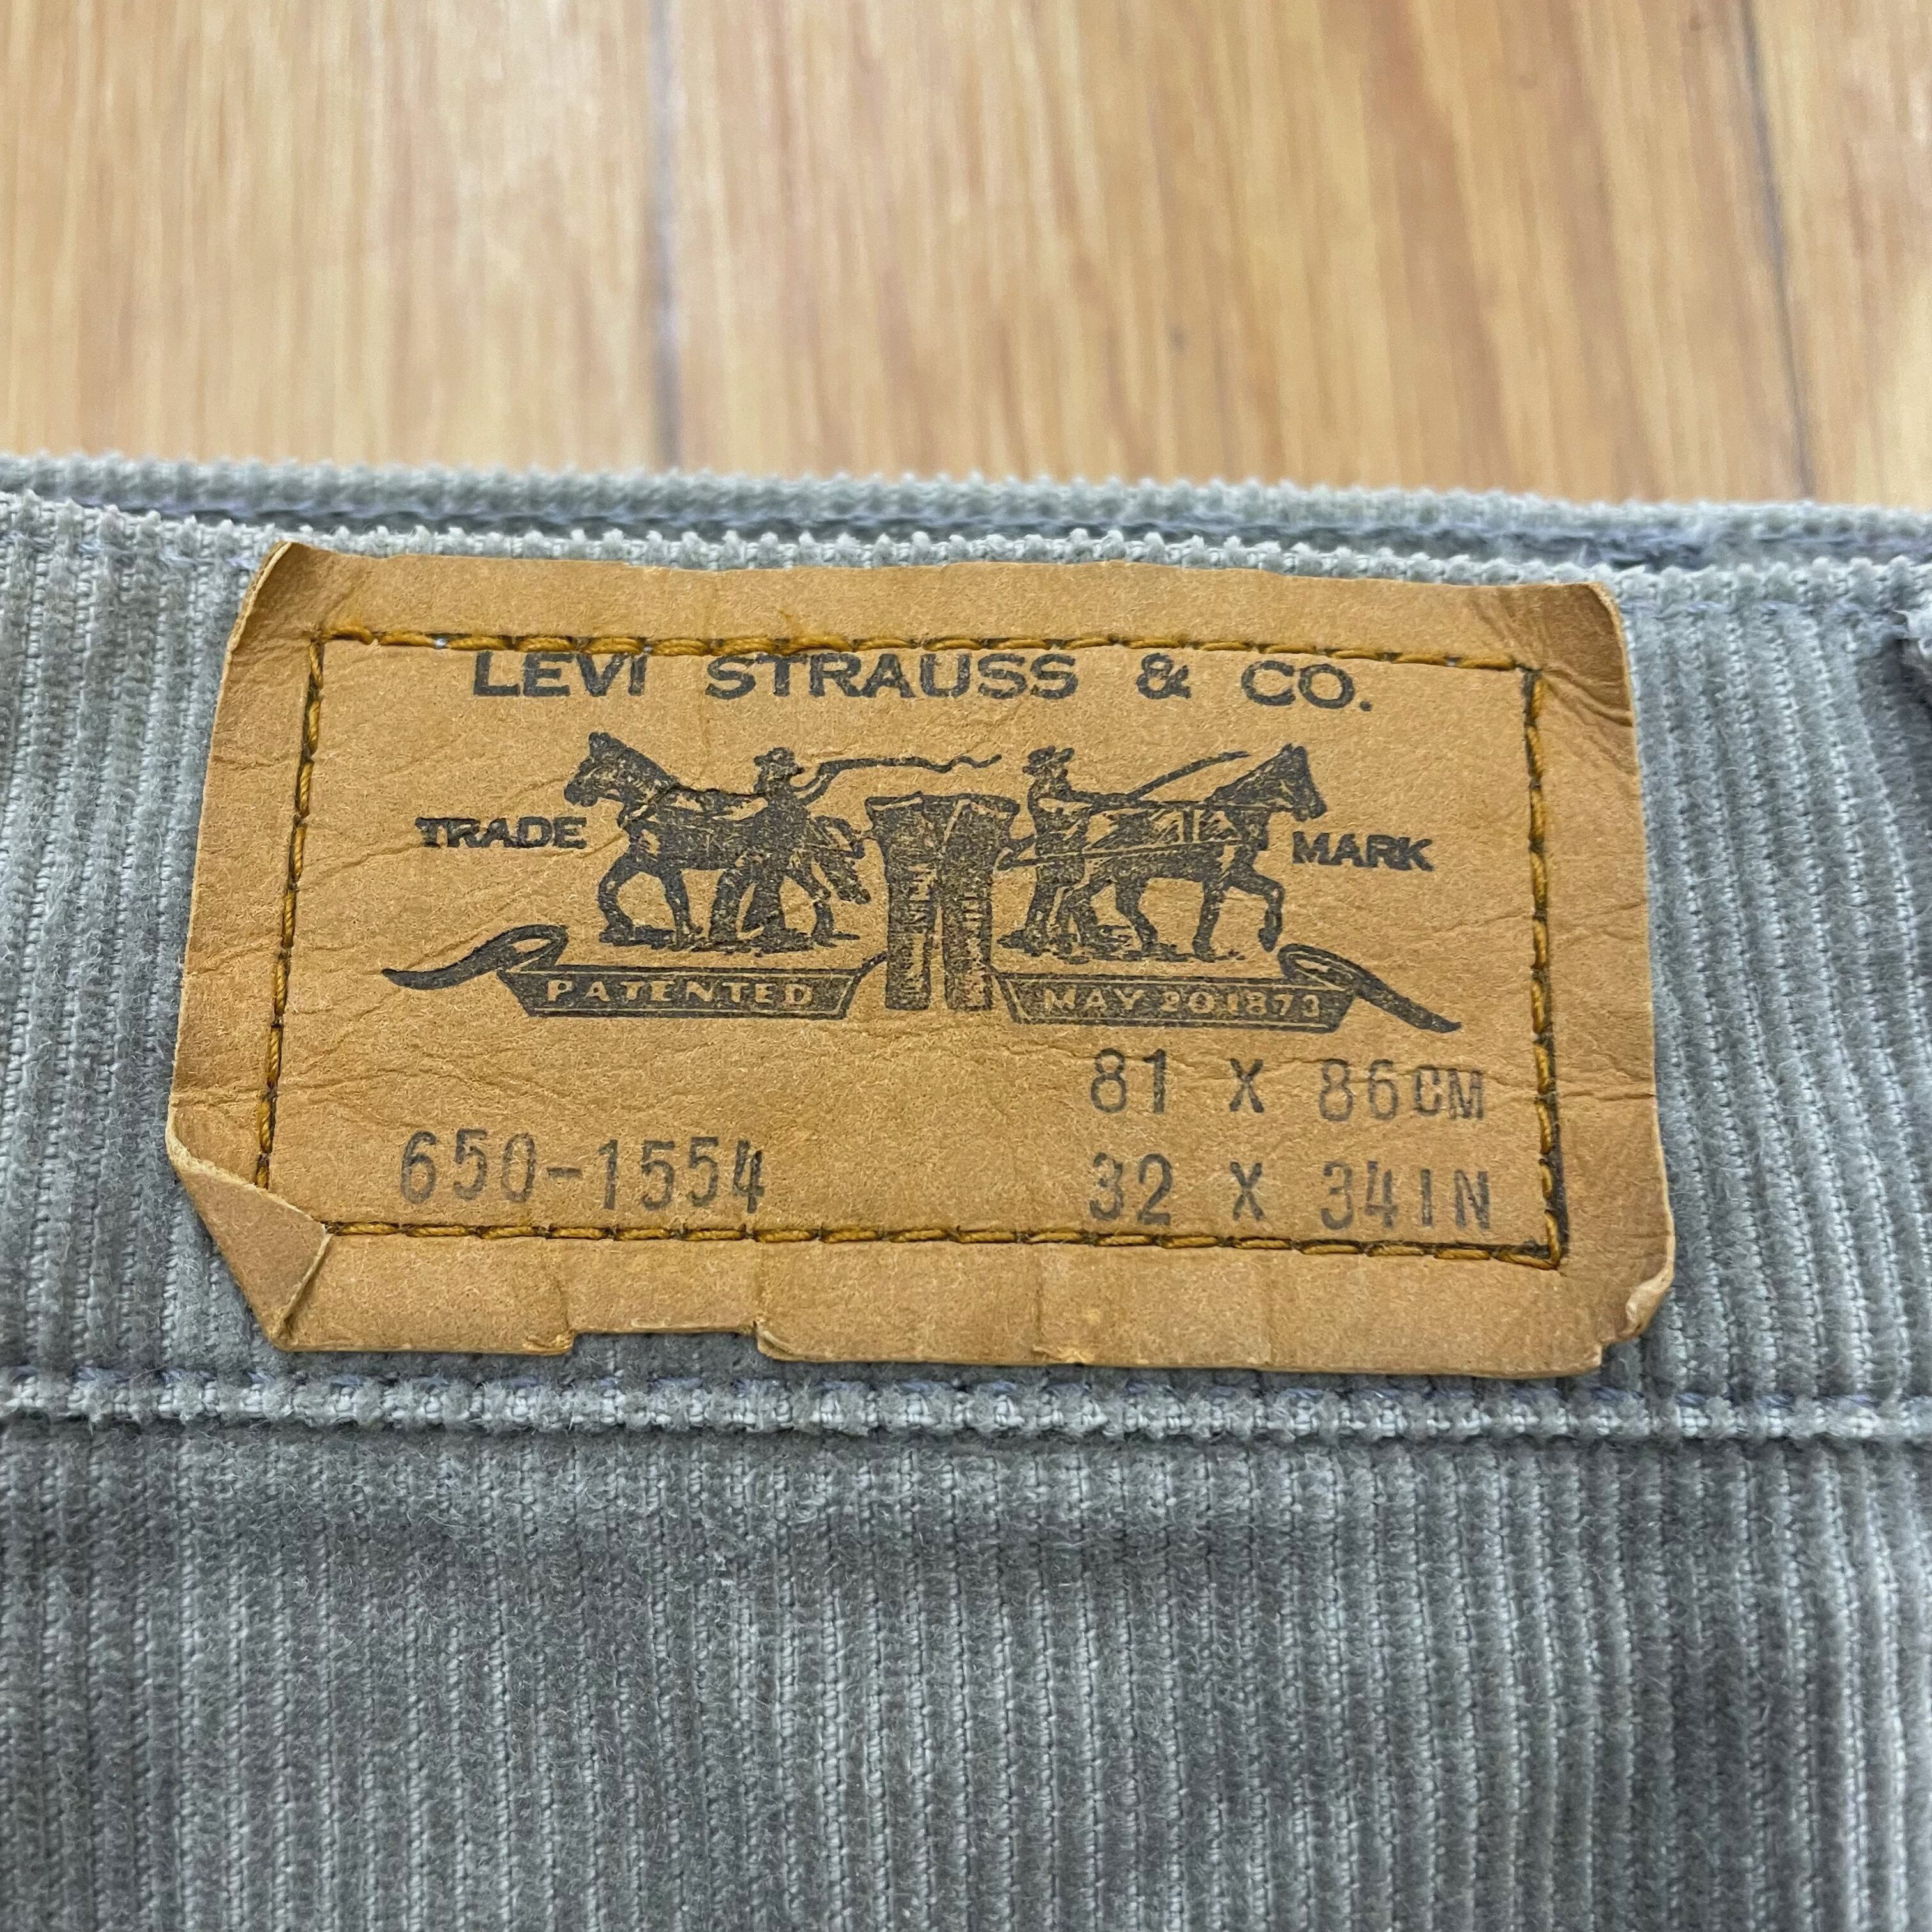 LEVI STRAUSS & CO.
TRADE MARK
PATENTED MAY 20 1873
81 X 86CM
650-1554 32 X 34IN